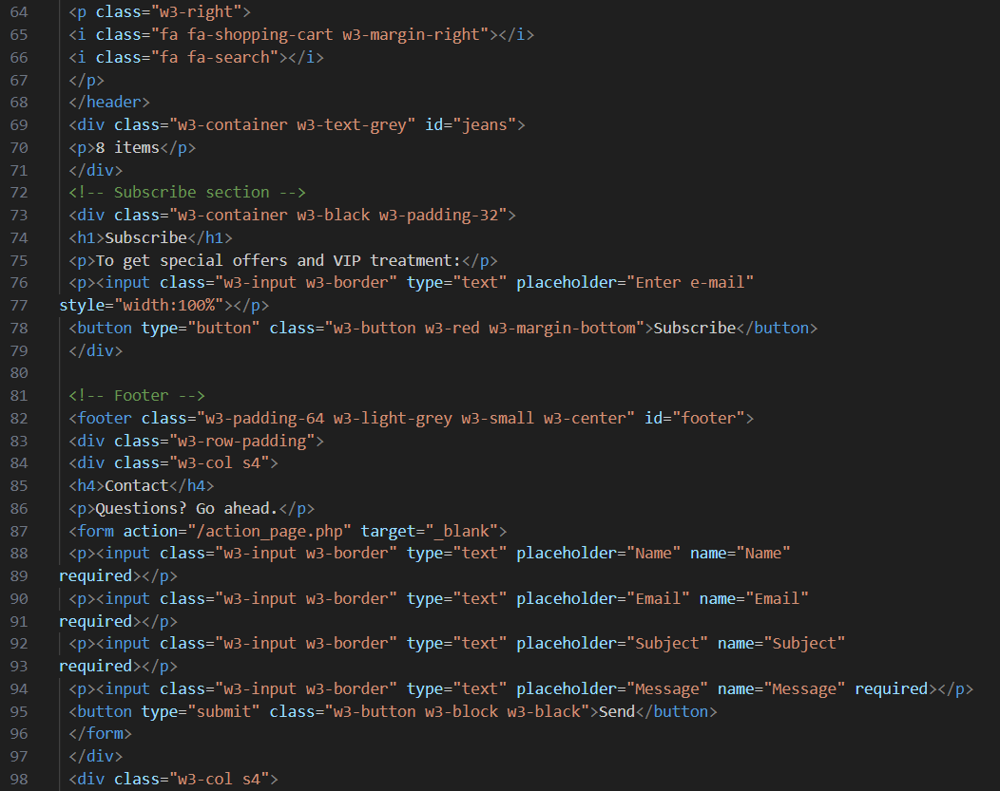 64 <p class="w3-right">
65 <i class="fa fa-shopping-cart w3-margin-right"></i>
66 <i class="fa fa-search"></i>
67 </p>
68 </header>
69 <div class="w3-container w3-text-grey" id="jeans">
70 <p>8 items</p>
71 </div>
72 <!-- Subscribe section -->
73 <div class="w3-container w3-black w3-padding-32">
74 <h1>Subscribe</h1>
75 <p>To get special offers and VIP treatment:</p>
76 <p><input class="w3-input w3-border" type="text" placeholder="Enter e-mail"
77 style="width:100%"></p>
78 <button type="button" class="w3-button w3-red w3-margin-bottom">Subscribe</button>
79 </div>
80
81 <!-- Footer -->
82 <footer class="w3-padding-64 w3-light-grey w3-small w3-center" id="footer">
83 <div class="w3-row-padding">
84 <div class="w3-col s4">
85 <h4>Contact</h4>
86 <p>Questions? Go ahead.</p>
87 <form action="/action_page.php" target="_blank">
88 <p><input class="w3-input w3-border" type="text" placeholder="Name" name="Name"
89 required></p>
90 <p><input class="w3-input w3-border" type="text" placeholder="Email" name="Email"
91 required></p>
92 <p><input class="w3-input w3-border" type="text" placeholder="Subject" name="Subject"
93 required></p>
94 <p><input class="w3-input w3-border" type="text" placeholder="Message" name="Message" required></p>
95 <button type="submit" class="w3-button w3-block w3-black">Send</button>
96 </form>
97 </div>
98 <div class="w3-col s4">